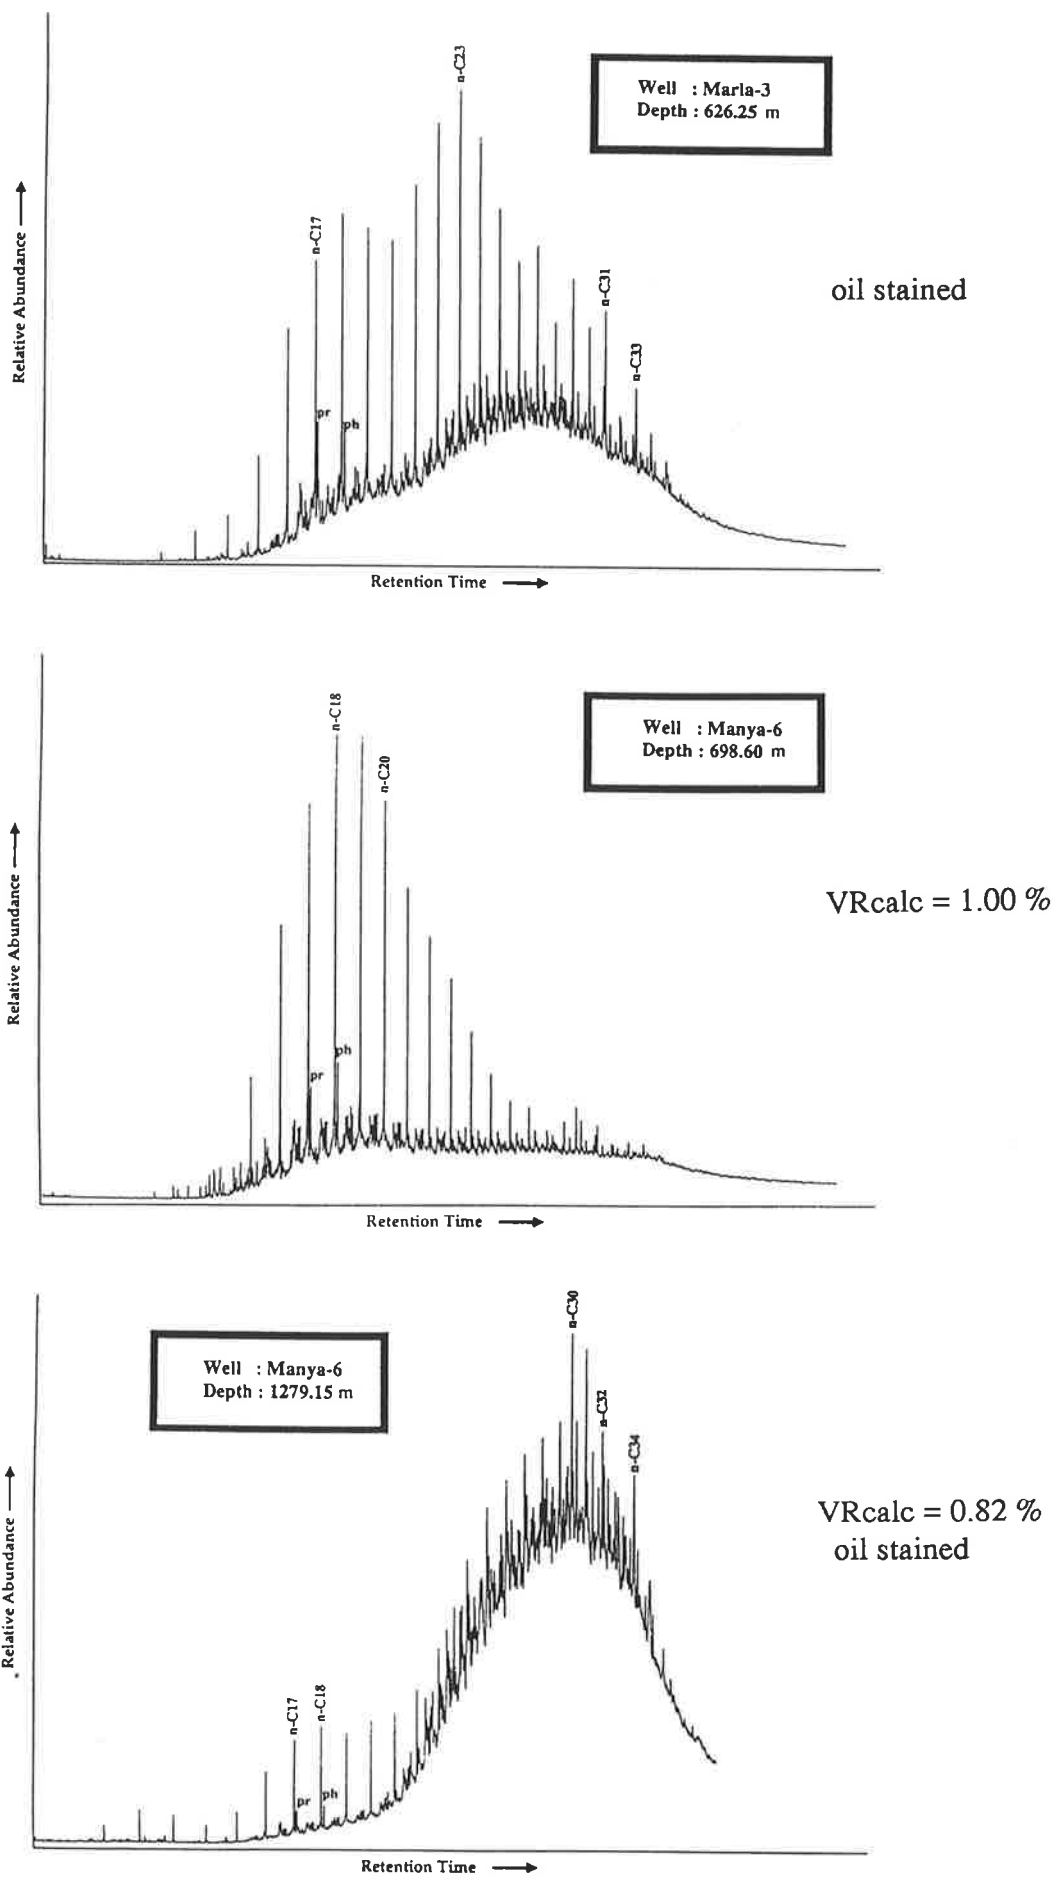 n-C23
Well : Marla-3
Depth : 626.25 m
n-C17
Relative Abundance
oil stained
n-C31
n-C33
pr
ph
Retention Time
n-C18
Well : Manya-6
Depth : 698.60 m
n-C20
Relative Abundance
VRcalc = 1.00 %
ph
pr
Retention Time
n-C30
Well : Manya-6
Depth : 1279.15 m
n-C32
n-C34
Relative Abundance
VRcalc = 0.82 %
oil stained
n-C17
n-C18
pr
ph
Retention Time